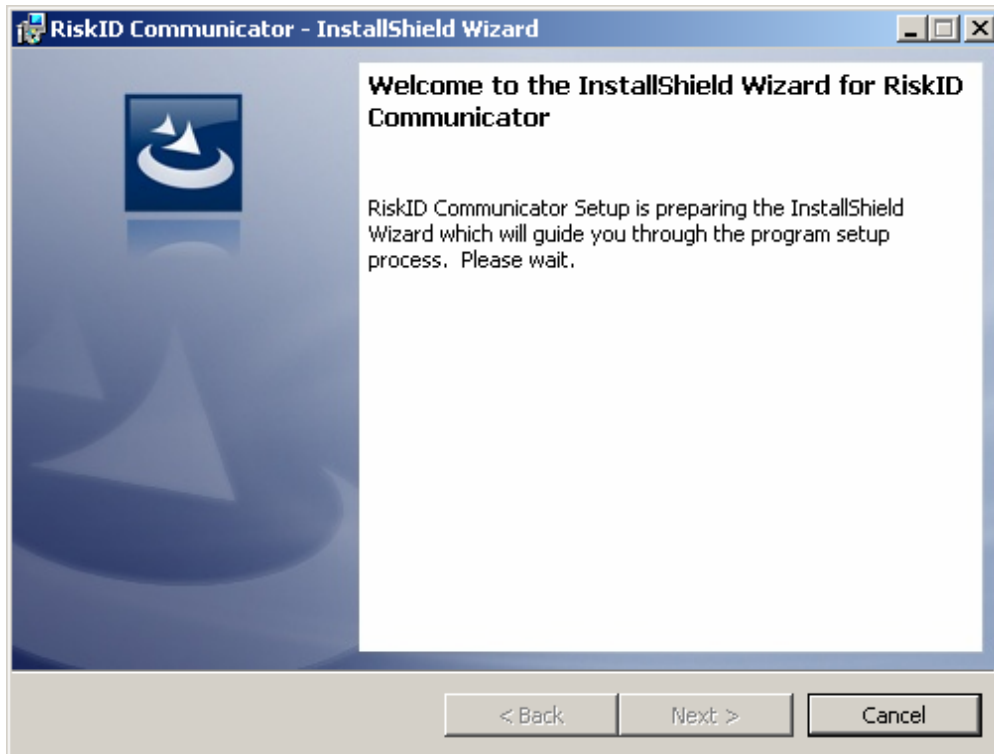 RiskID Communicator - InstallShield Wizard
Welcome to the InstallShield Wizard for RiskID
Communicator
RiskID Communicator Setup is preparing the InstallShield
Wizard which will guide you through the program setup
process.  Please wait.
< Back
Next >
Cancel